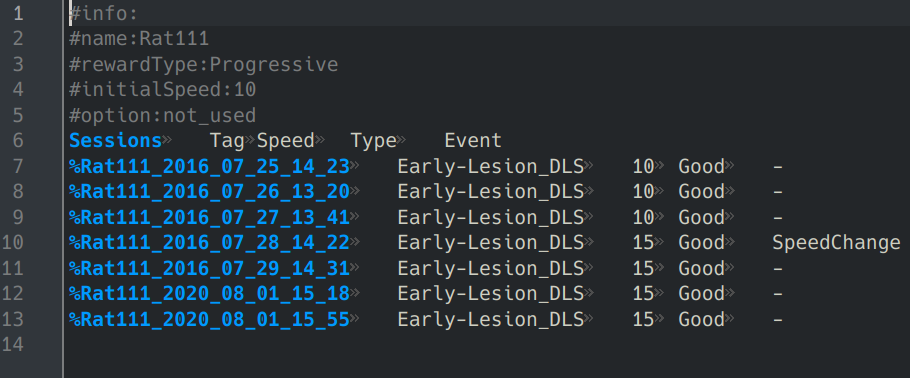 1 #info:
2 #name:Rat111
3 #rewardType:Progressive
4 #initialSpeed:10
5 #option:not_used
6 Sessions» Tag»Speed» Type» Event
7 %Rat111_2016_07_25_14_23» Early-Lesion_DLS» 10» Good» -
8 %Rat111_2016_07_26_13_20» Early-Lesion_DLS» 10» Good» -
9 %Rat111_2016_07_27_13_41» Early-Lesion_DLS» 10» Good» -
10 %Rat111_2016_07_28_14_22» Early-Lesion_DLS» 15» Good» SpeedChange
11 %Rat111_2016_07_29_14_31» Early-Lesion_DLS» 15» Good» -
12 %Rat111_2020_08_01_15_18» Early-Lesion_DLS» 15» Good» -
13 %Rat111_2020_08_01_15_55» Early-Lesion_DLS» 15» Good» -
14